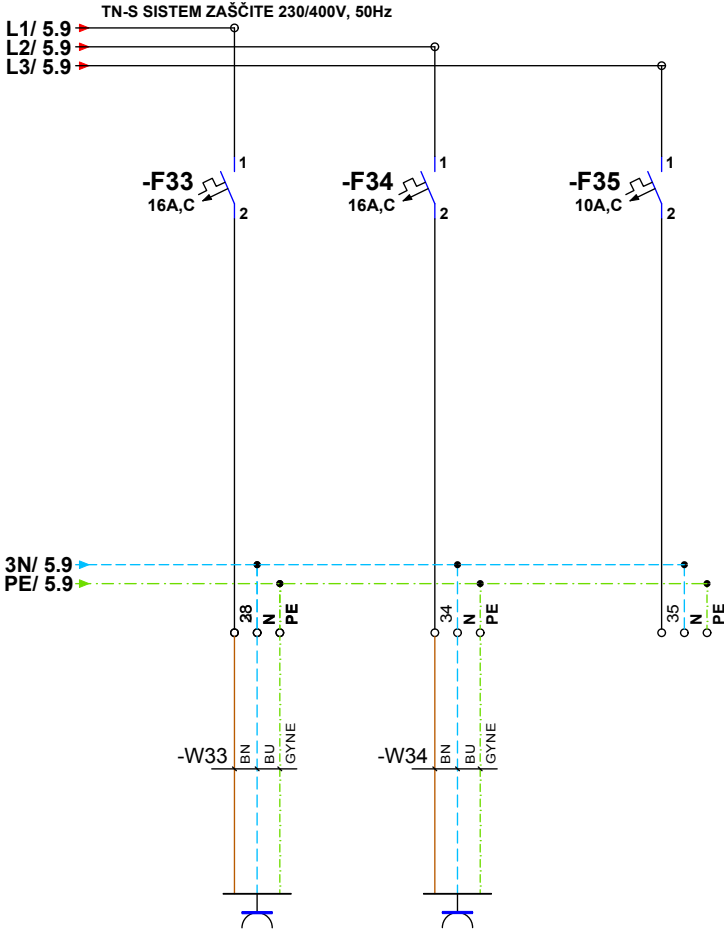 TN-S SISTEM ZAŠČITE 230/400V, 50Hz
L1/ 5.9
L2/ 5.9
L3/ 5.9
-F33
16A,C
1
2
-F34
16A,C
1
2
-F35
10A,C
1
2
3N/ 5.9
PE/ 5.9
28
N
PE
34
N
PE
35
N
PE
-W33
BN
BU
GYNE
-W34
BN
BU
GYNE